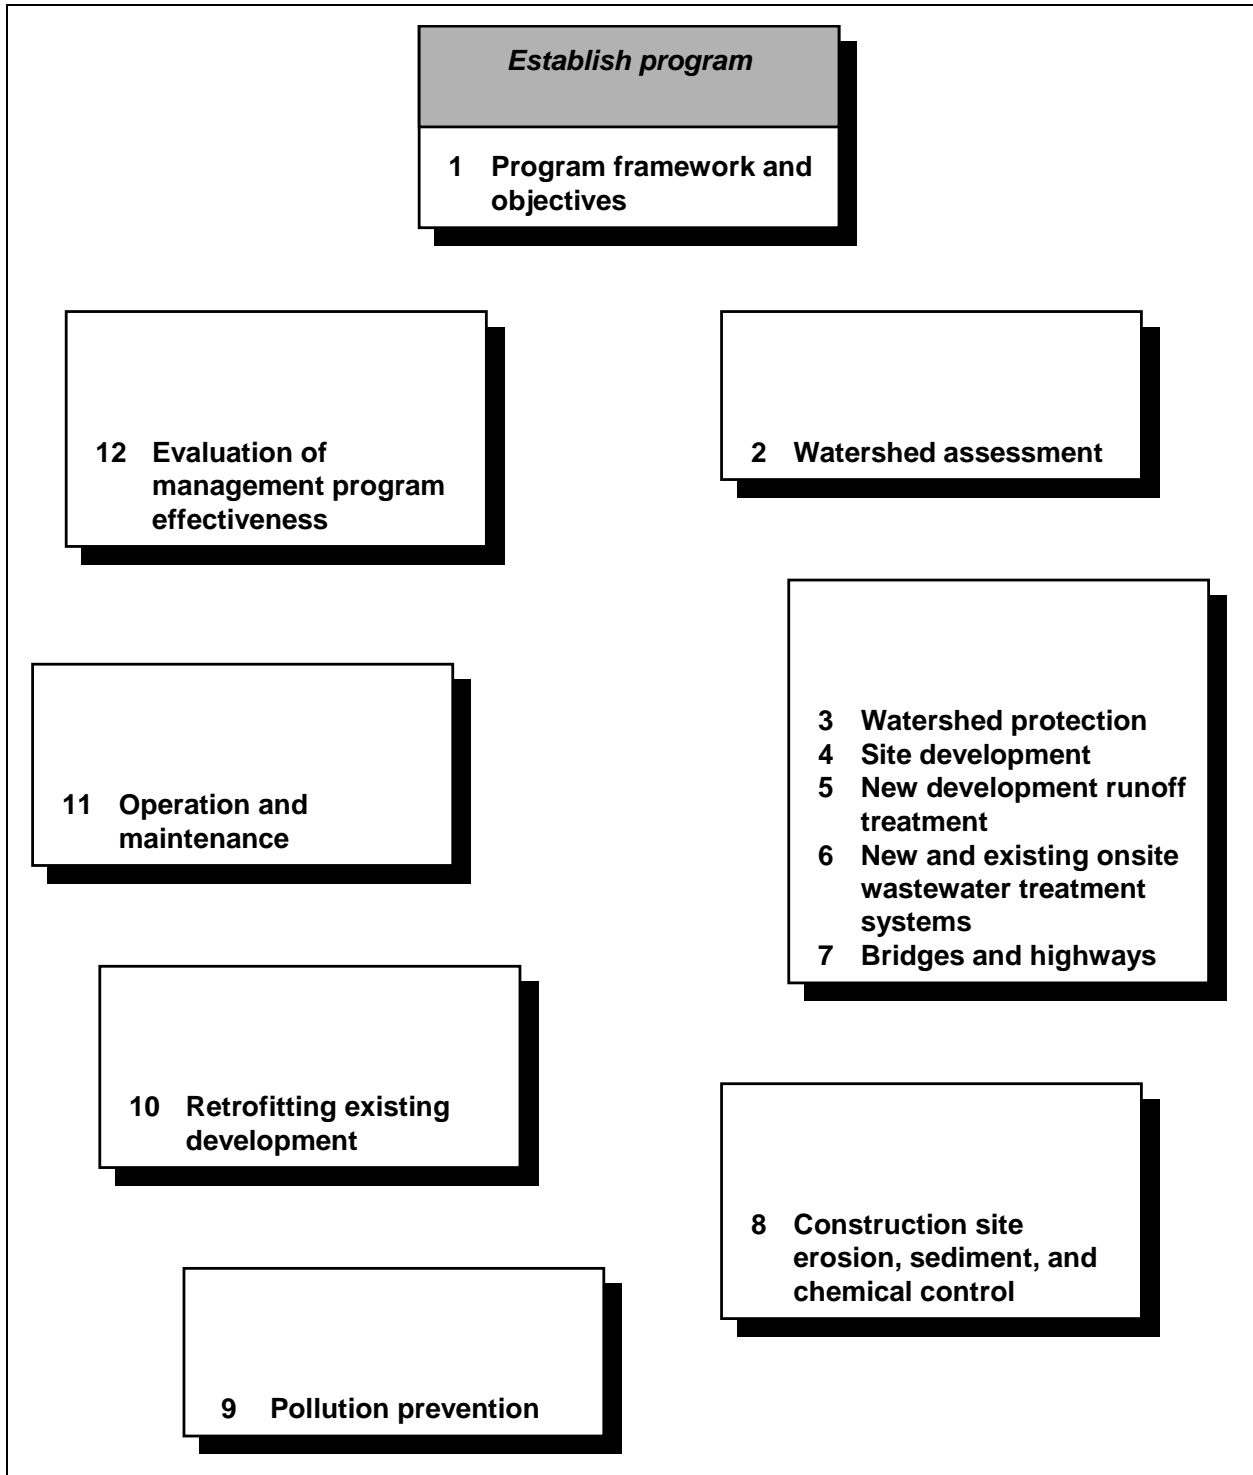 Establish program
1 Program framework and
objectives
12 Evaluation of
management program
effectiveness
2 Watershed assessment
3 Watershed protection
4 Site development
5 New development runoff
treatment
6 New and existing onsite
wastewater treatment
systems
7 Bridges and highways
11 Operation and
maintenance
10 Retrofitting existing
development
8 Construction site
erosion, sediment, and
chemical control
9 Pollution prevention